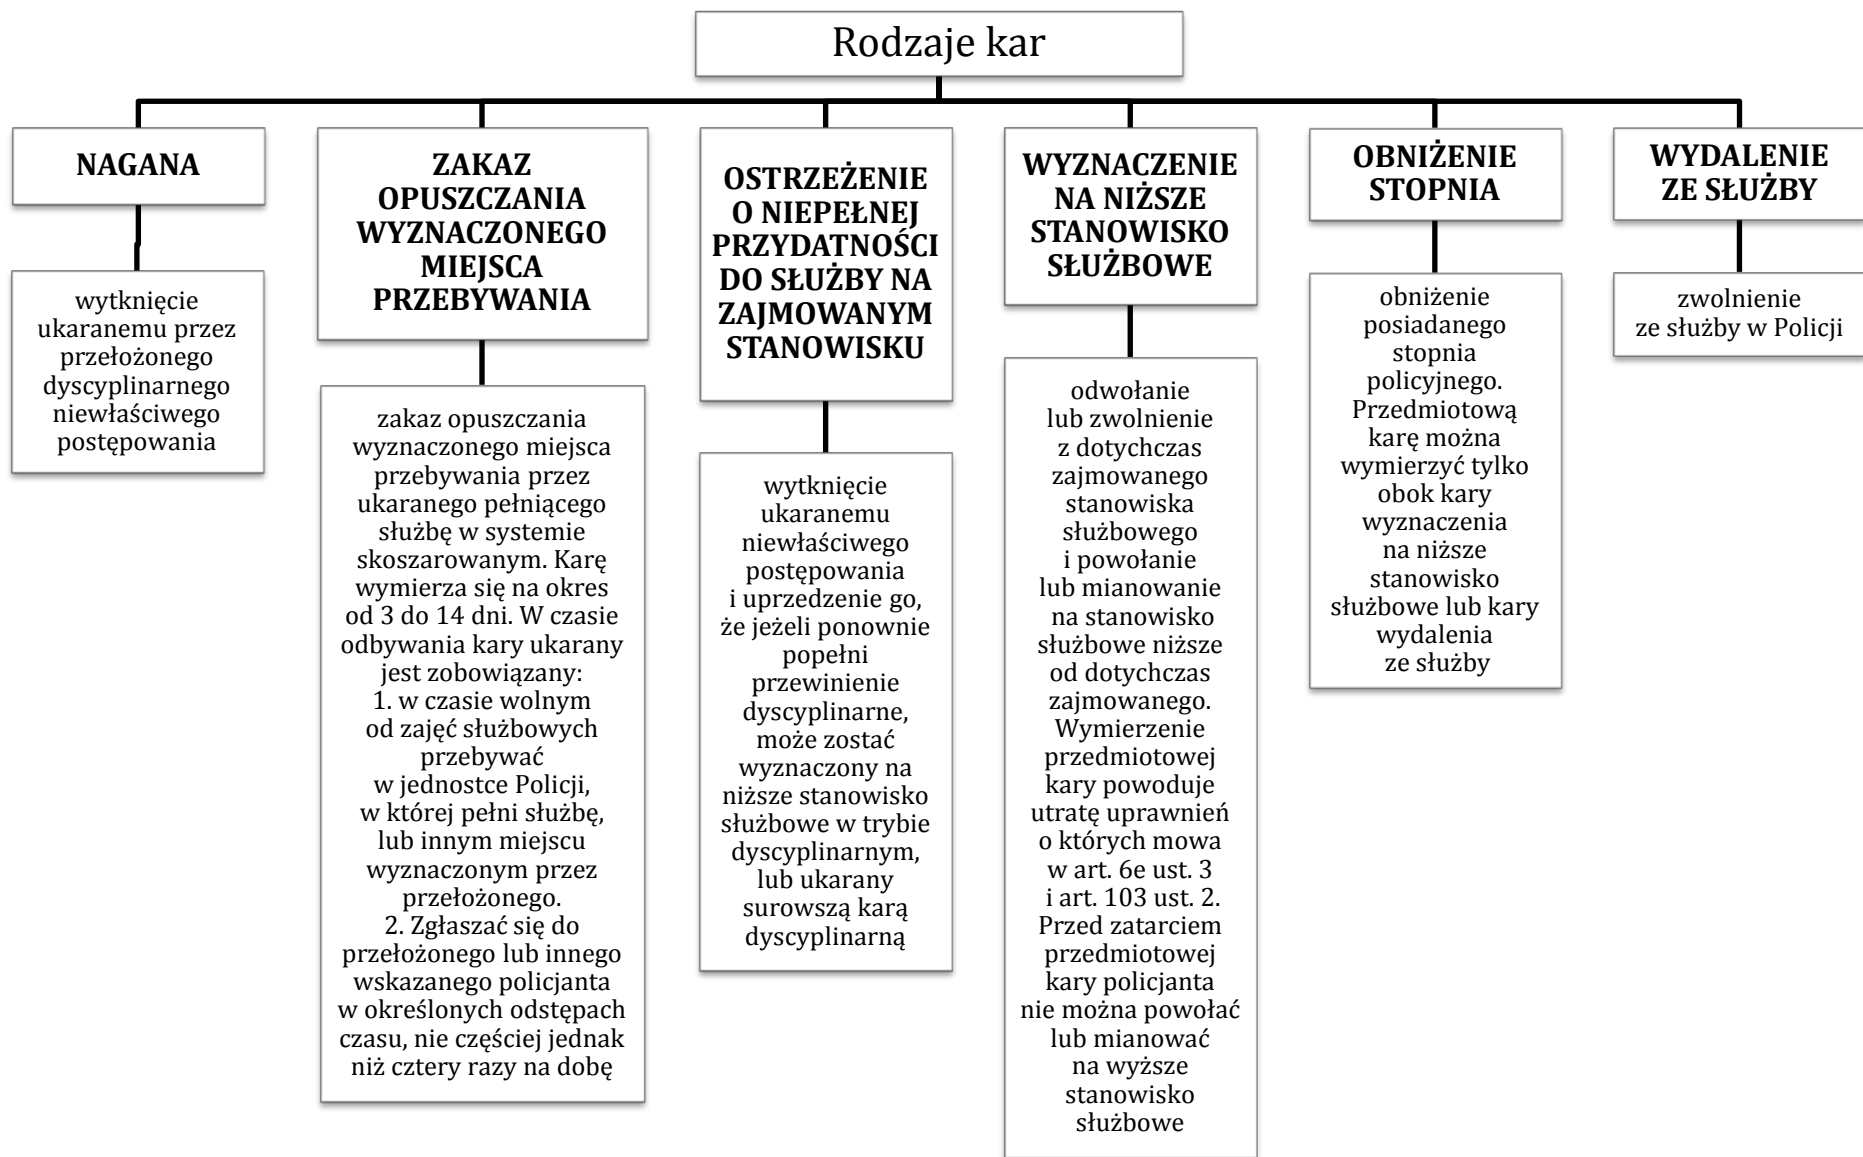 Rodzaje kar
NAGANA
wytknięcie
ukaranemu przez
przełożonego
dyscyplinarnego
niewłaściwego
postępowania
ZAKAZ
OPUSZCZANIA
WYZNACZONEGO
MIEJSCA
PRZEBYWANIA
zakaz opuszczania
wyznaczonego miejsca
przebywania przez
ukaranego pełniącego
służbę w systemie
skoszarowanym. Karę
wymierza się na okres
od 3 do 14 dni. W czasie
odbywania kary ukarany
jest zobowiązany:
1. w czasie wolnym
od zajęć służbowych
przebywać
w jednostce Policji,
w której pełni służbę,
lub innym miejscu
wyznaczonym przez
przełożonego.
2. Zgłaszać się do
przełożonego lub innego
wskazanego policjanta
w określonych odstępach
czasu, nie częściej jednak
niż cztery razy na dobę
OSTRZEŻENIE
O NIEPEŁNEJ
PRZYDATNOŚCI
DO SŁUŻBY NA
ZAJMOWANYM
STANOWISKU
wytknięcie
ukaranemu
niewłaściwego
postępowania
i uprzedzenie go,
że jeżeli ponownie
popełni
przewinienie
dyscyplinarne,
może zostać
wyznaczony na
niższe stanowisko
służbowe w trybie
dyscyplinarnym,
lub ukarany
surowszą karą
dyscyplinarną
WYZNACZENIE
NA NIŻSZE
STANOWISKO
SŁUŻBOWE
odwołanie
lub zwolnienie
z dotychczas
zajmowanego
stanowiska
służbowego
i powołanie
lub mianowanie
na stanowisko
służbowe niższe
od dotychczas
zajmowanego.
Wymierzenie
przedmiotowej
kary powoduje
utratę uprawnień
o których mowa
w art. 6e ust. 3
i art. 103 ust. 2.
Przed zatarciem
przedmiotowej
kary policjanta
nie można powołać
lub mianować
na wyższe
stanowisko
służbowe
OBNIŻENIE
STOPNIA
obniżenie
posiadanego
stopnia
policyjnego.
Przedmiotową
karę można
wymierzyć tylko
obok kary
wyznaczenia
na niższe
stanowisko
służbowe lub kary
wydalenia
ze służby
WYDALENIE
ZE SŁUŻBY
zwolnienie
ze służby w Policji